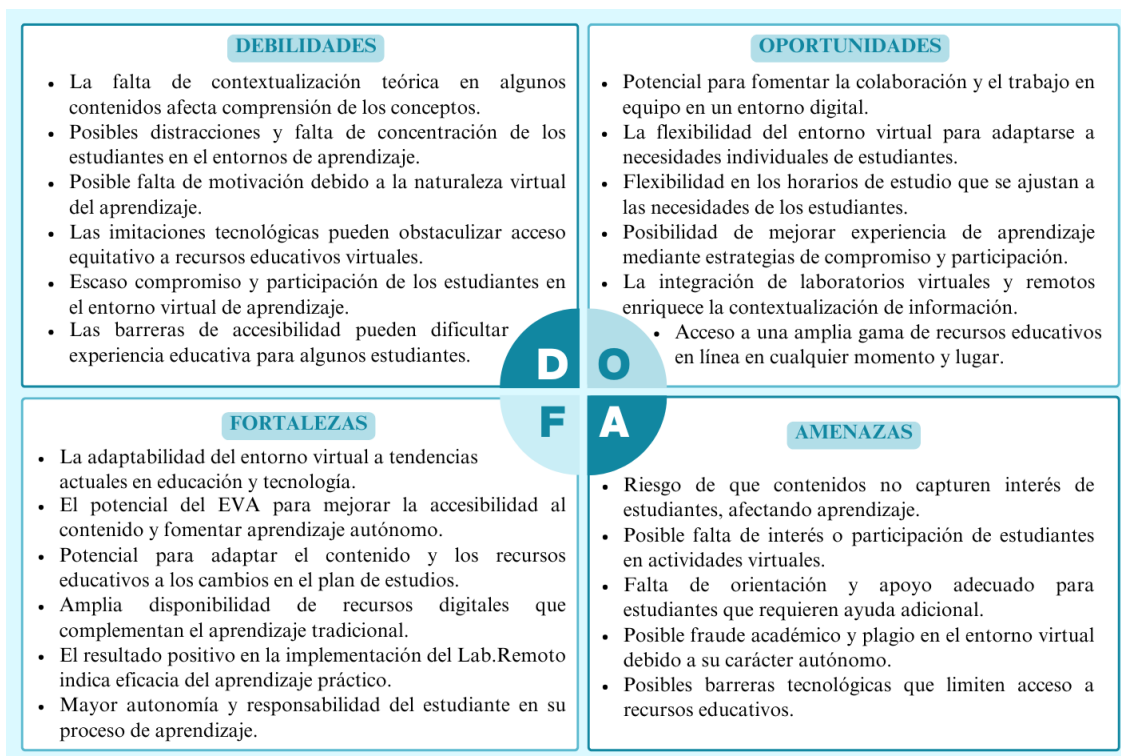 DEBILIDADES
• La falta de contextualización teórica en algunos
contenidos afecta comprensión de los conceptos.
• Posibles distracciones y falta de concentración de los
estudiantes en el entornos de aprendizaje.
• Posible falta de motivación debido a la naturaleza virtual
del aprendizaje.
• Las imitaciones tecnológicas pueden obstaculizar acceso
equitativo a recursos educativos virtuales.
• Escaso compromiso y participación de los estudiantes en
el entorno virtual de aprendizaje.
• Las barreras de accesibilidad pueden dificultar
experiencia educativa para algunos estudiantes.
OPORTUNIDADES
• Potencial para fomentar la colaboración y el trabajo en
equipo en un entorno digital.
• La flexibilidad del entorno virtual para adaptarse a
necesidades individuales de estudiantes.
• Flexibilidad en los horarios de estudio que se ajustan a
las necesidades de los estudiantes.
• Posibilidad de mejorar experiencia de aprendizaje
mediante estrategias de compromiso y participación.
• La integración de laboratorios virtuales y remotos
enriquece la contextualización de información.
• Acceso a una amplia gama de recursos educativos
en línea en cualquier momento y lugar.
D O
F A
FORTALEZAS
• La adaptabilidad del entorno virtual a tendencias
actuales en educación y tecnología.
• El potencial del EVA para mejorar la accesibilidad al
contenido y fomentar aprendizaje autónomo.
• Potencial para adaptar el contenido y los recursos
educativos a los cambios en el plan de estudios.
• Amplia disponibilidad de recursos digitales que
complementan el aprendizaje tradicional.
• El resultado positivo en la implementación del Lab.Remoto
indica eficacia del aprendizaje práctico.
• Mayor autonomía y responsabilidad del estudiante en su
proceso de aprendizaje.
AMENAZAS
• Riesgo de que contenidos no capturen interés de
estudiantes, afectando aprendizaje.
• Posible falta de interés o participación de estudiantes
en actividades virtuales.
• Falta de orientación y apoyo adecuado para
estudiantes que requieren ayuda adicional.
• Posible fraude académico y plagio en el entorno virtual
debido a su carácter autónomo.
• Posibles barreras tecnológicas que limiten acceso a
recursos educativos.